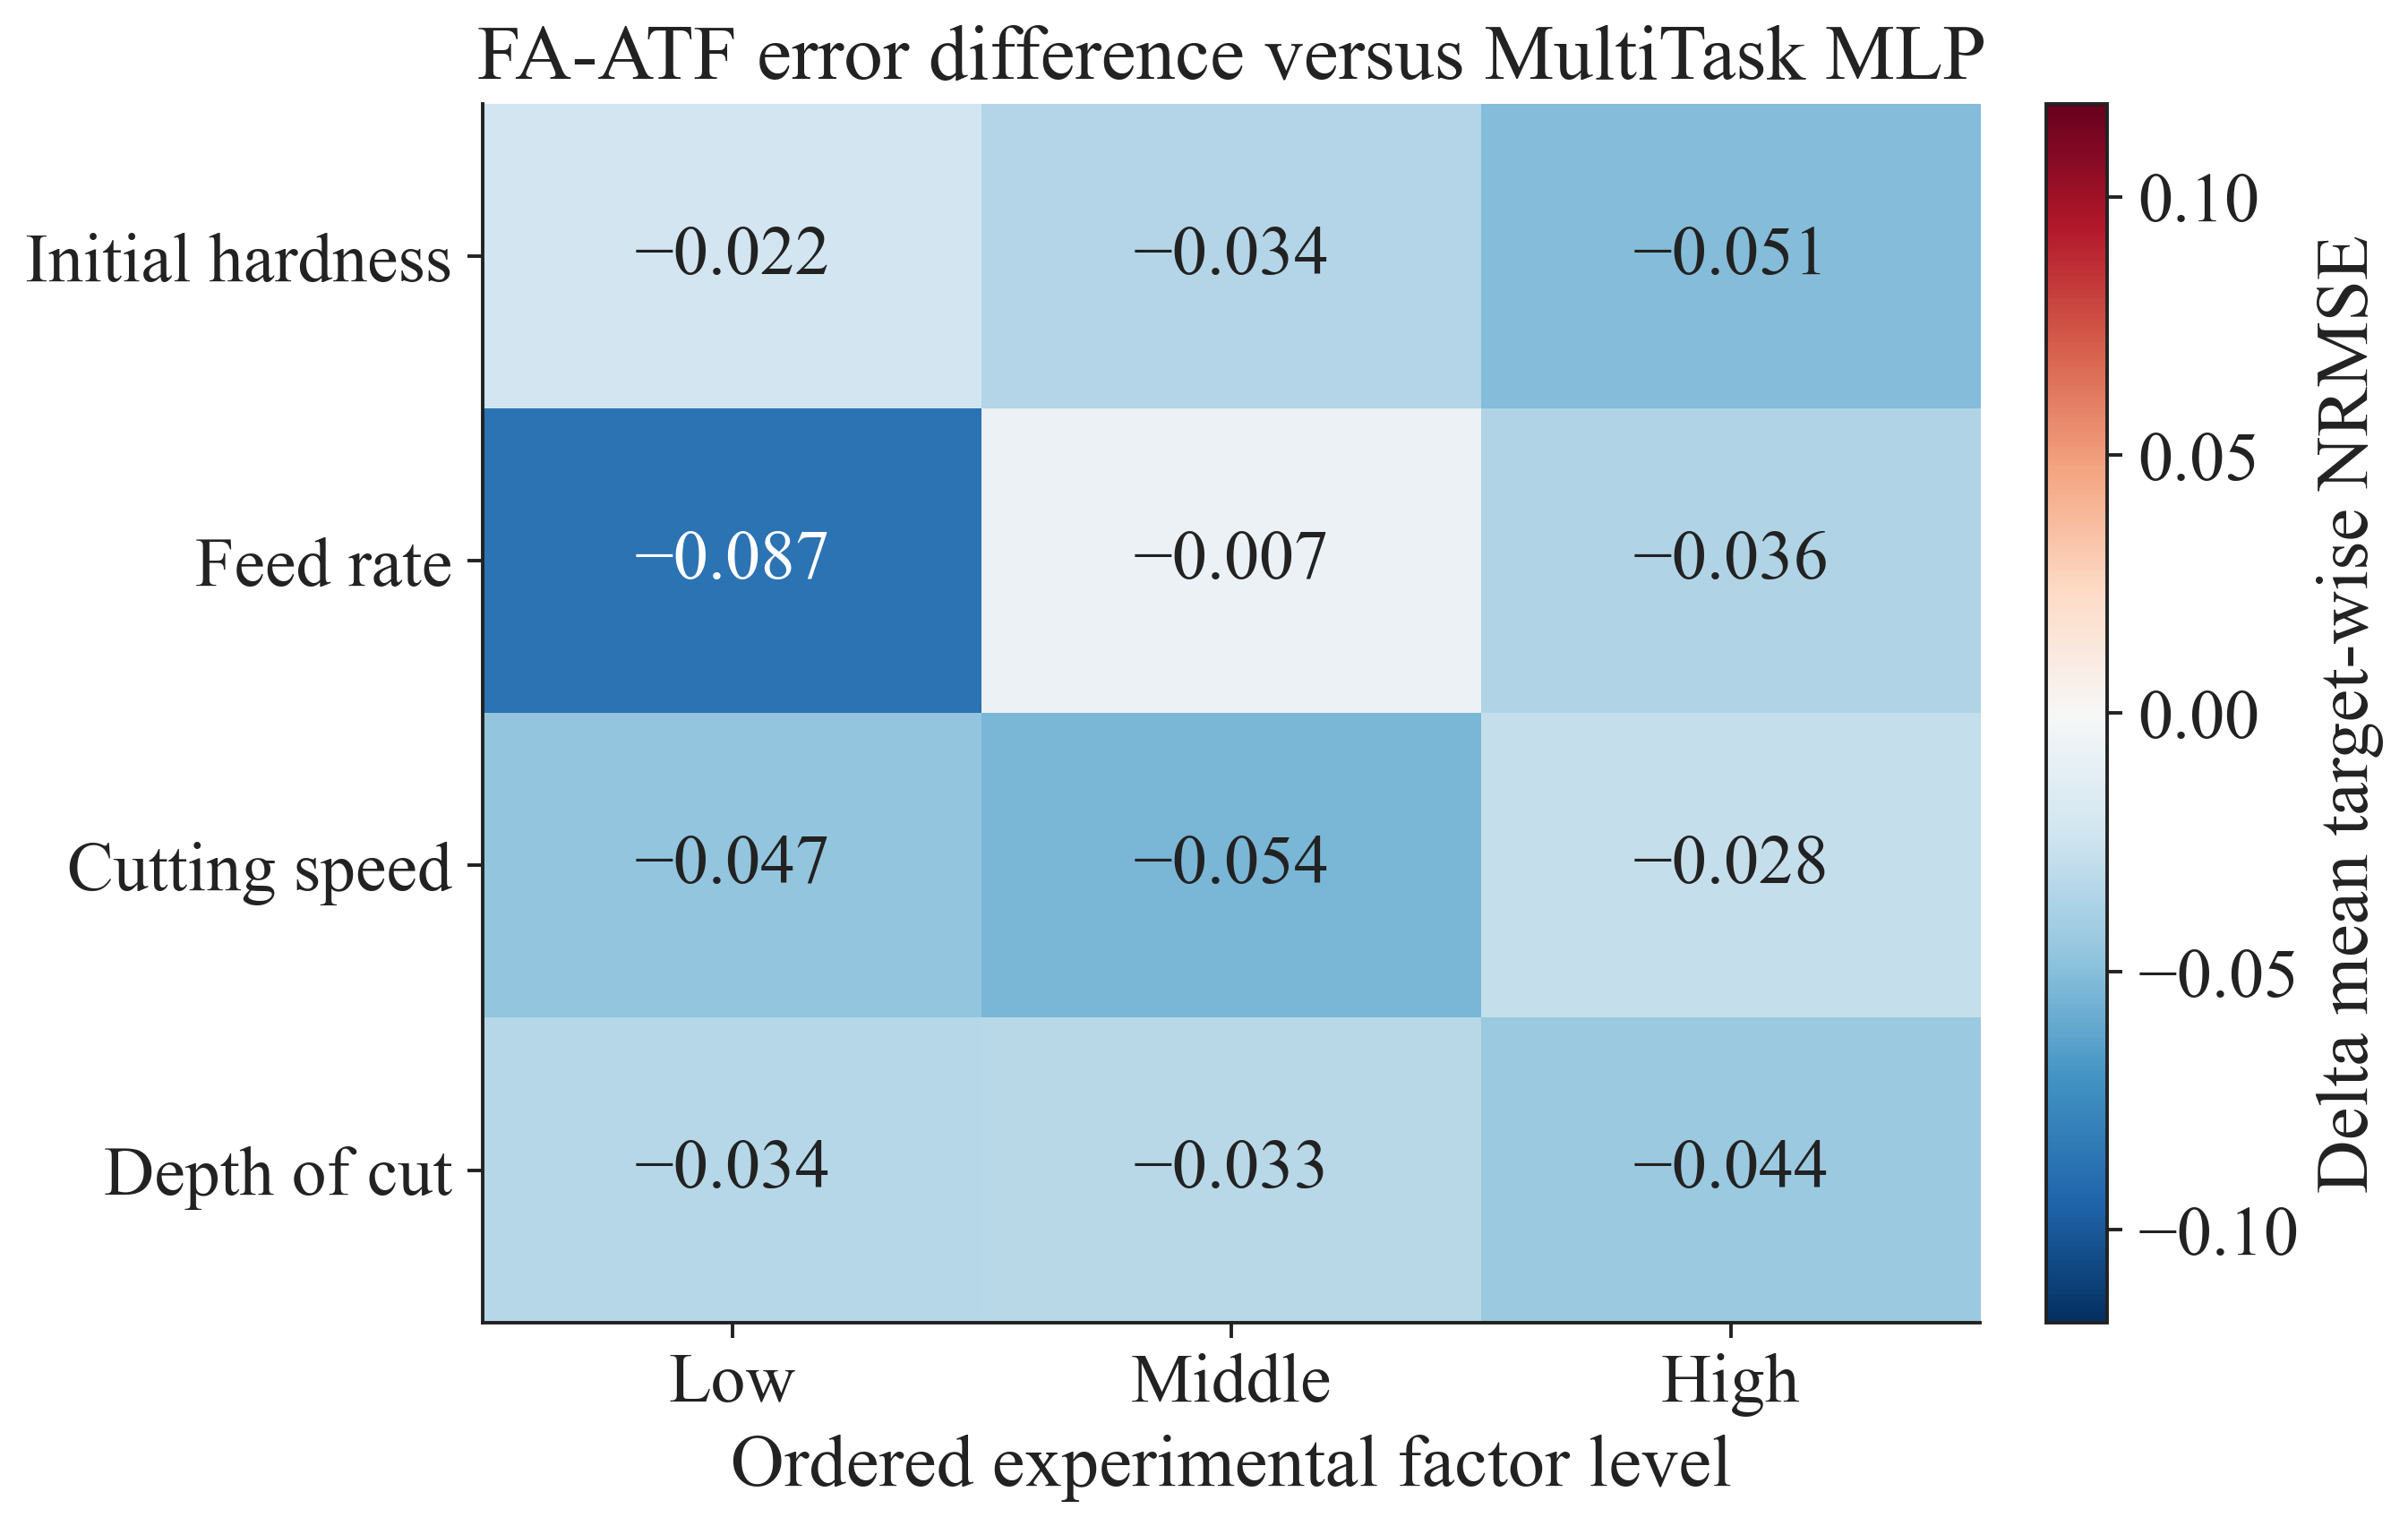 FA-ATF error difference versus MultiTask MLP
Initial hardness −0.022 −0.034 −0.051
Feed rate −0.087 −0.007 −0.036
Cutting speed −0.047 −0.054 −0.028
Depth of cut −0.034 −0.033 −0.044
Low Middle High
Ordered experimental factor level
0.10
0.05
0.00
−0.05
−0.10
Delta mean target-wise NRMSE